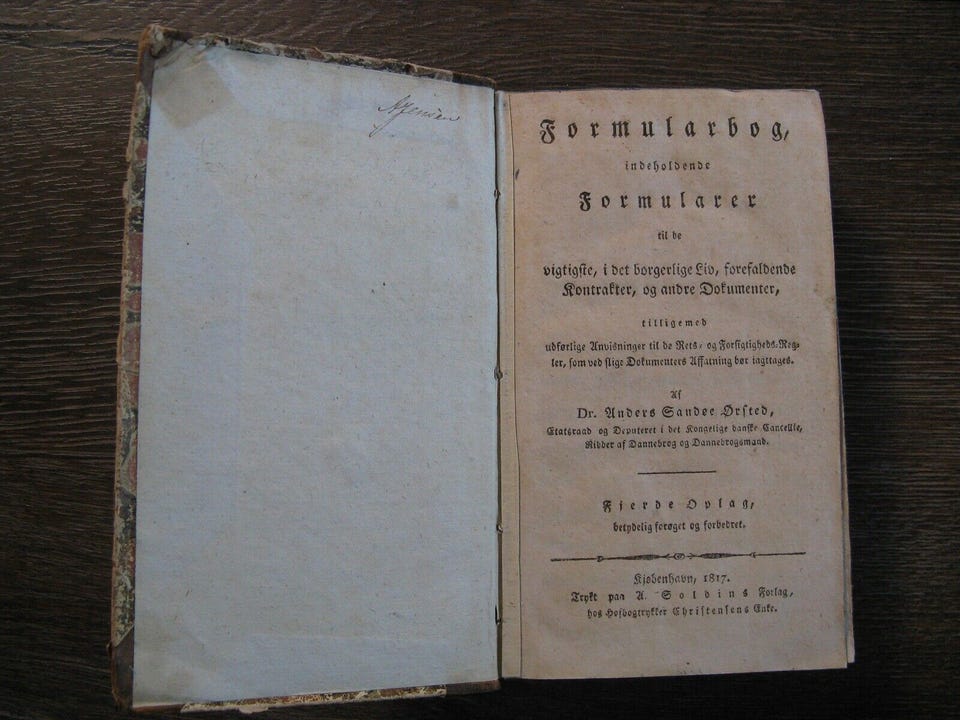 A Jensen
Formularbog,
indeholdende
Formularer
til de
vigtigste, i det borgerlige Liv, forefaldende
Kontrakter, og andre Dokumenter,
tilligemed
udførlige Anvisninger til de Rets- og Forsigtigheds-Reg-
ler, som ved slige Dokumenters Affatning bør iagttages.
Af
Dr. Anders Sandøe Ørsted,
Etatsraad og Deputeret i det Kongelige danske Cancellie,
Ridder af Dannebrog og Dannebrogsmand.
Fierde Oplag,
betydelig forøget og forbedret.
Kjøbenhavn, 1817.
Trykt paa A. Soldins Forlag,
hos Hofbogtrykker Christensens Enke.